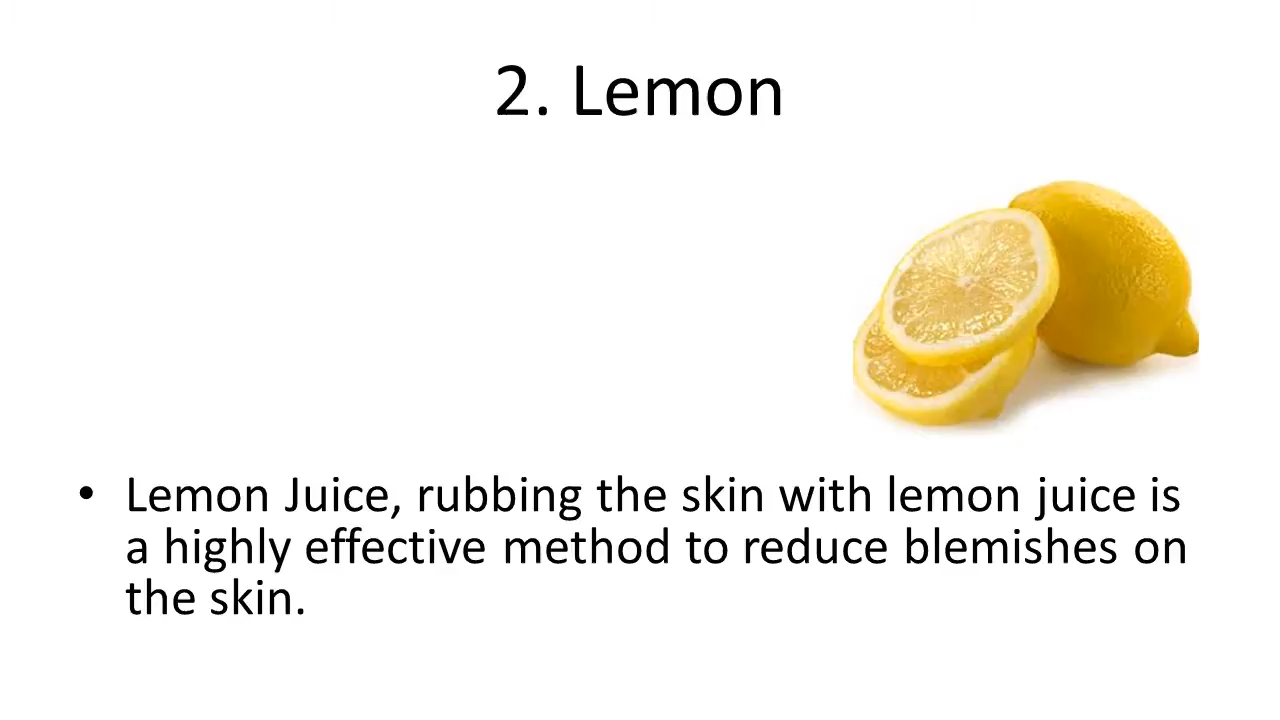 2. Lemon
• Lemon Juice, rubbing the skin with lemon juice is
a highly effective method to reduce blemishes on
the skin.